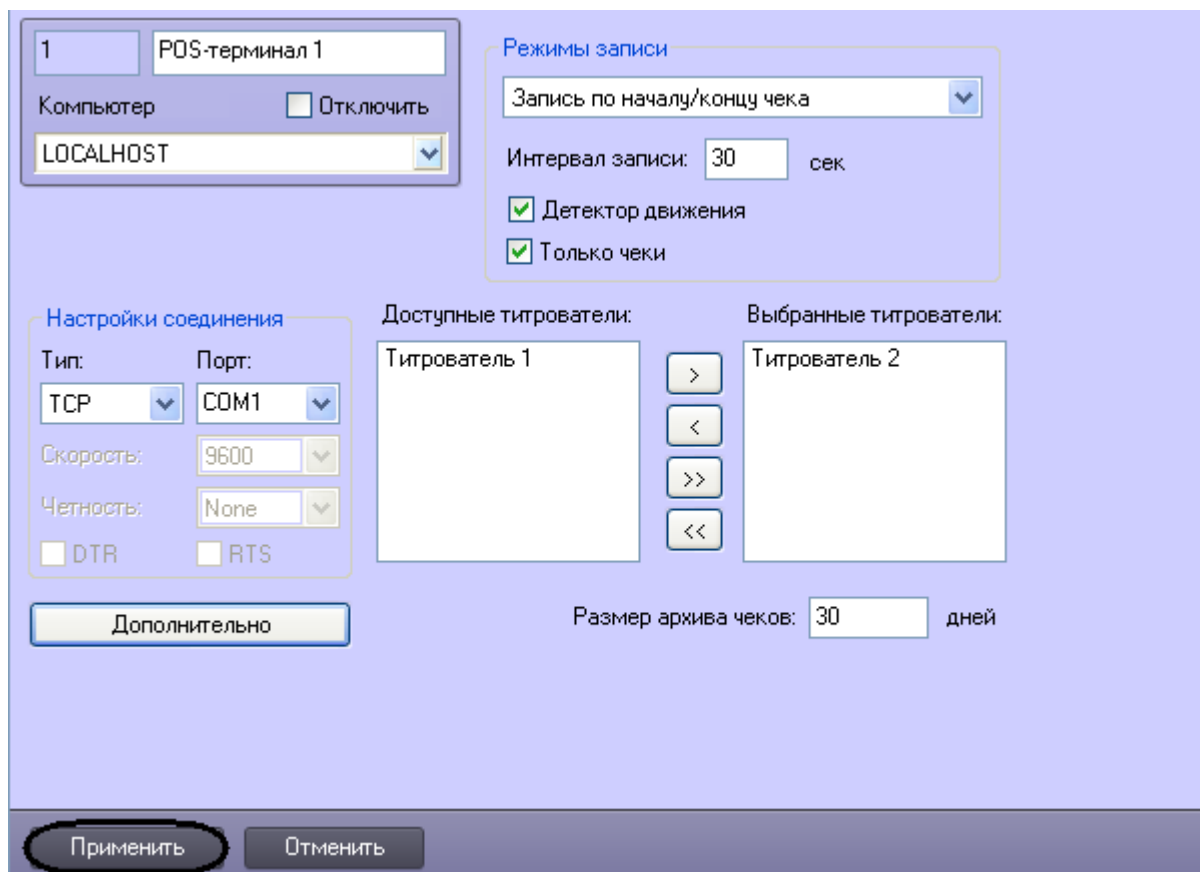 1 POS-терминал 1
Компьютер Отключить
LOCALHOST
Режимы записи
Запись по началу/концу чека
Интервал записи: 30 сек
Детектор движения
Только чеки
Настройки соединения
Тип: Порт:
TCP COM1
Скорость: 9600
Четность: None
DTR RTS
Дополнительно
Доступные титрователи:
Титрователь 1
>
<
>>
<<
Выбранные титрователи:
Титрователь 2
Размер архива чеков: 30 дней
Применить Отменить